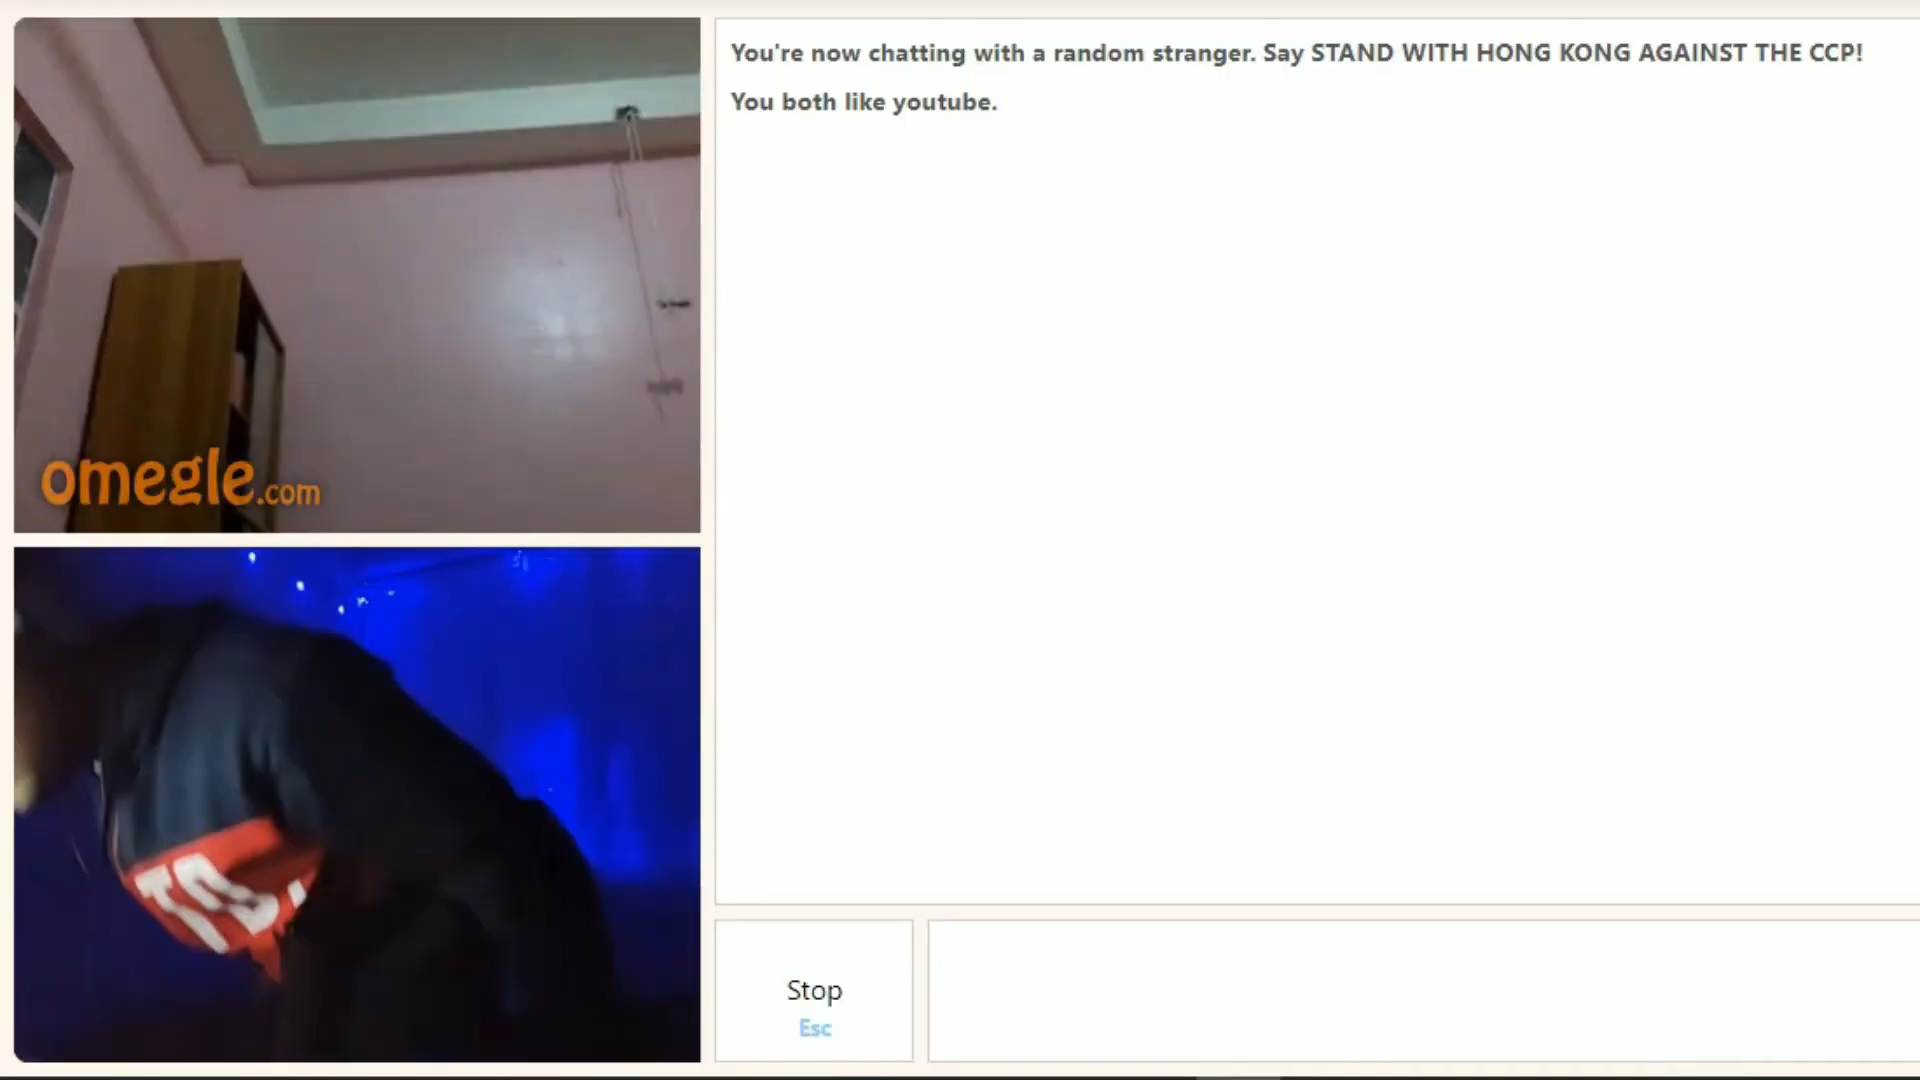 You're now chatting with a random stranger. Say STAND WITH HONG KONG AGAINST THE CCP!
You both like youtube.
omegle.com
Stop
Esc